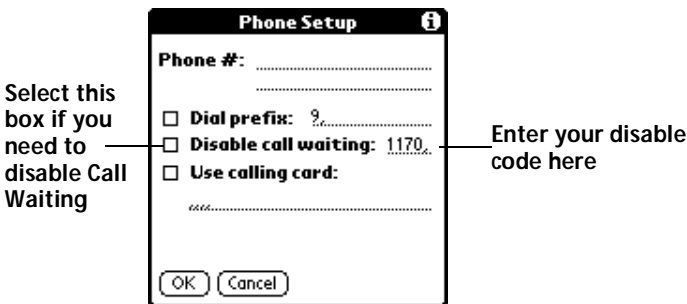 Phone Setup
Phone #:
Select this
box if you
need to
disable Call
Waiting
Dial prefix: 9,
Disable call waiting: 1170,
Use calling card:
,,,,
Enter your disable
code here
OK Cancel